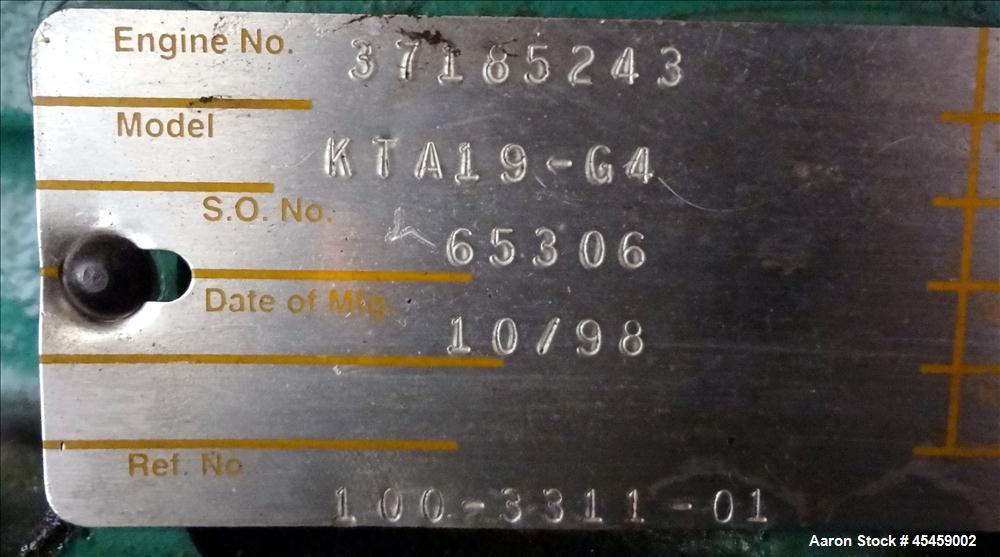 Engine No. 37185243
Model KTA19-G4
S.O. No. 65306
Date of Mfg. 10/98
Ref. No 100-3311-01
Aaron Stock # 45459002